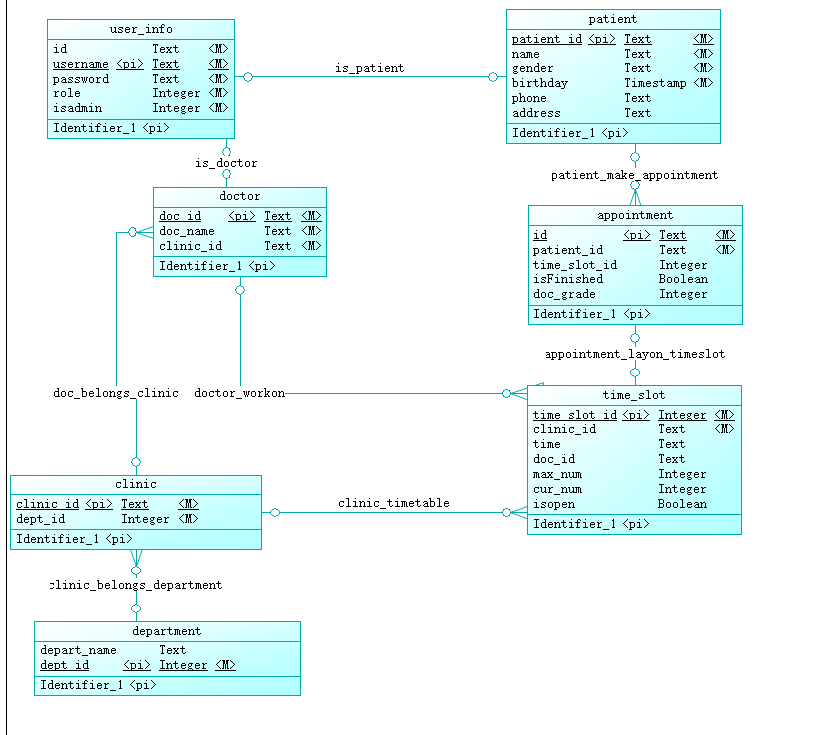 user_info
id Text <M>
username <pi> Text <M>
password Text <M>
role Integer <M>
isadmin Integer <M>
Identifier_1 <pi>
is_patient
patient
patient_id <pi> Text <M>
name Text <M>
gender Text <M>
birthday Timestamp <M>
phone Text
address Text
Identifier_1 <pi>
is_doctor
patient_make_appointment
doctor
doc_id <pi> Text <M>
doc_name Text <M>
clinic_id Text <M>
Identifier_1 <pi>
appointment
id <pi> Text <M>
patient_id Text <M>
time_slot_id Integer
isFinished Boolean
doc_grade Integer
Identifier_1 <pi>
appointment_layon_timeslot
doc_belongs_clinic
doctor_workon
time_slot
time_slot_id <pi> Integer <M>
clinic_id Text <M>
time Text
doc_id Text
max_num Integer
cur_num Integer
isopen Boolean
Identifier_1 <pi>
clinic
clinic_id <pi> Text <M>
dept_id Integer <M>
Identifier_1 <pi>
clinic_timetable
clinic_belongs_department
department
depart_name Text
dept_id <pi> Integer <M>
Identifier_1 <pi>